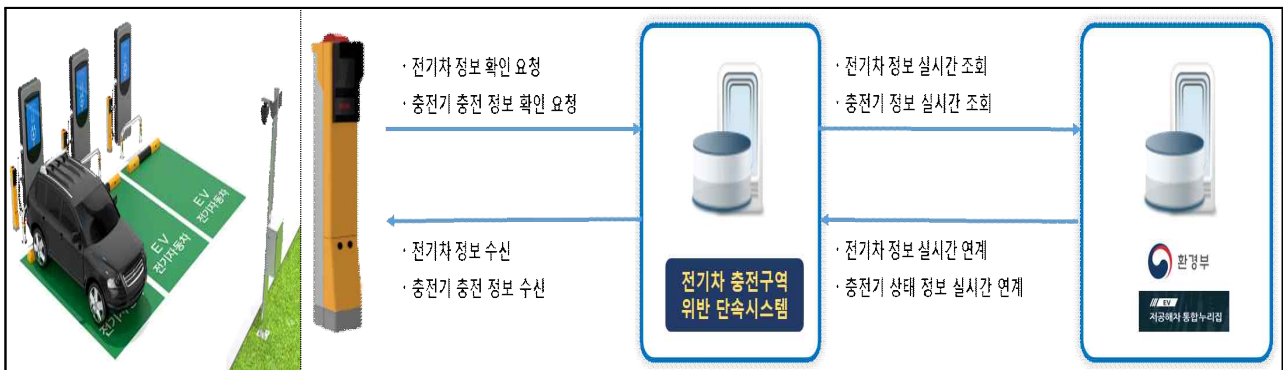 EV
전기자동차
EV
전기자동차
· 전기차 정보 확인 요청
· 충전기 충전 정보 확인 요청
· 전기차 정보 수신
· 충전기 충전 정보 수신
전기차 충전구역
위반 단속시스템
· 전기차 정보 실시간 조회
· 충전기 정보 실시간 조회
· 전기차 정보 실시간 연계
· 충전기 상태 정보 실시간 연계
환경부
EV
저공해차 통합누리집